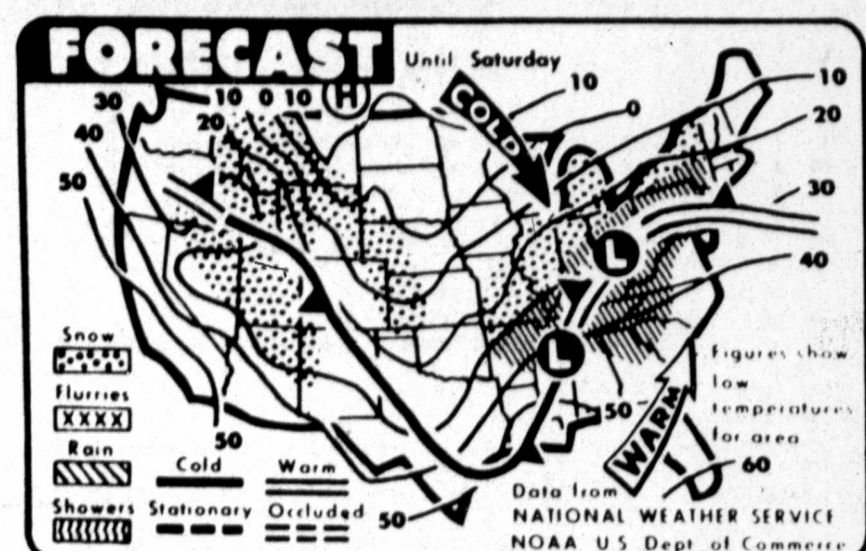 FORECAST
Until Saturday
30 10 0 10 H
COLD
10
0
10
40
20
20
50
30
L
40
Snow
L
Figures show
low
Flurries
temperatures
XXXX
50
for area
50
WARM
Rain
Cold
Warm
60
Showers
Stationary
Occluded
50
Data from
NATIONAL WEATHER SERVICE
NOAA U S Dept of Commerce